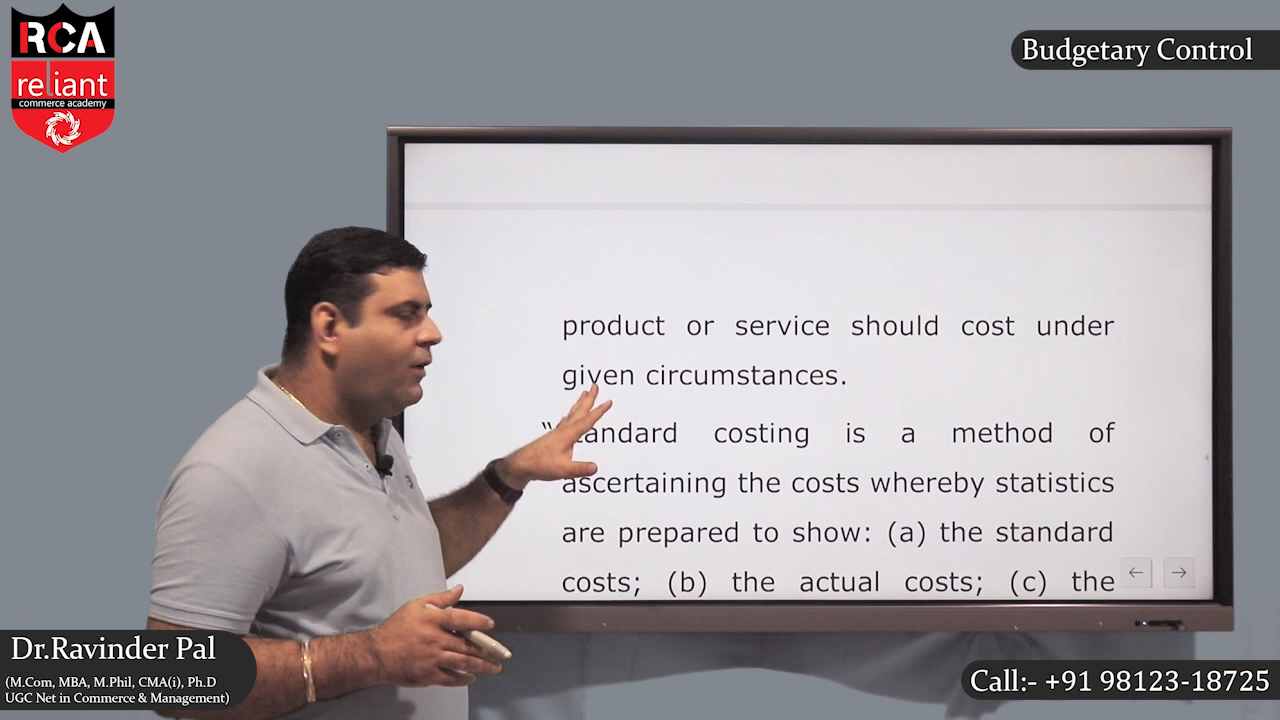 RCA
reliant
commerce academy
Budgetary Control
product or service should cost under
given circumstances.
“Standard costing is a method of
ascertaining the costs whereby statistics
are prepared to show: (a) the standard
costs; (b) the actual costs; (c) the
Dr.Ravinder Pal
(M.Com, MBA, M.Phil, CMA(i), Ph.D
UGC Net in Commerce & Management)
Call:- +91 98123-18725